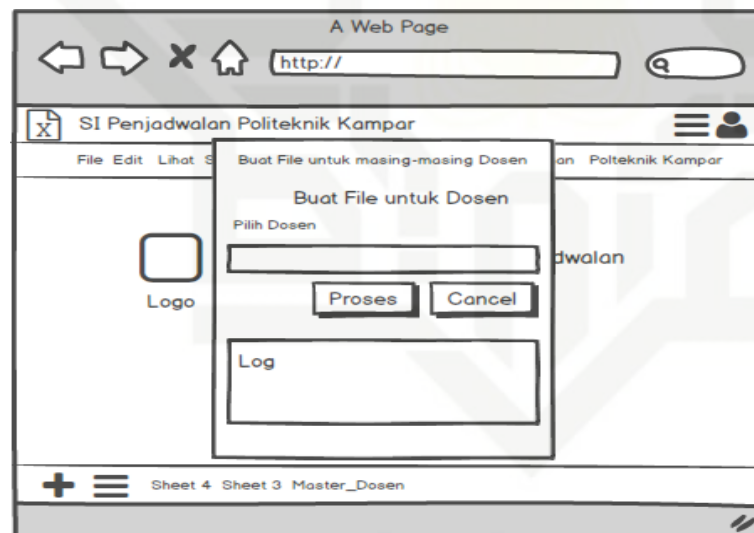 A Web Page
http://
X SI Penjadwalan Politeknik Kampar
File Edit Lihat S
Buat File untuk masing-masing Dosen
an Polteknik Kampar
Buat File untuk Dosen
Pilih Dosen
dwalan
Logo
Proses Cancel
Log
Sheet 4 Sheet 3 Master_Dosen